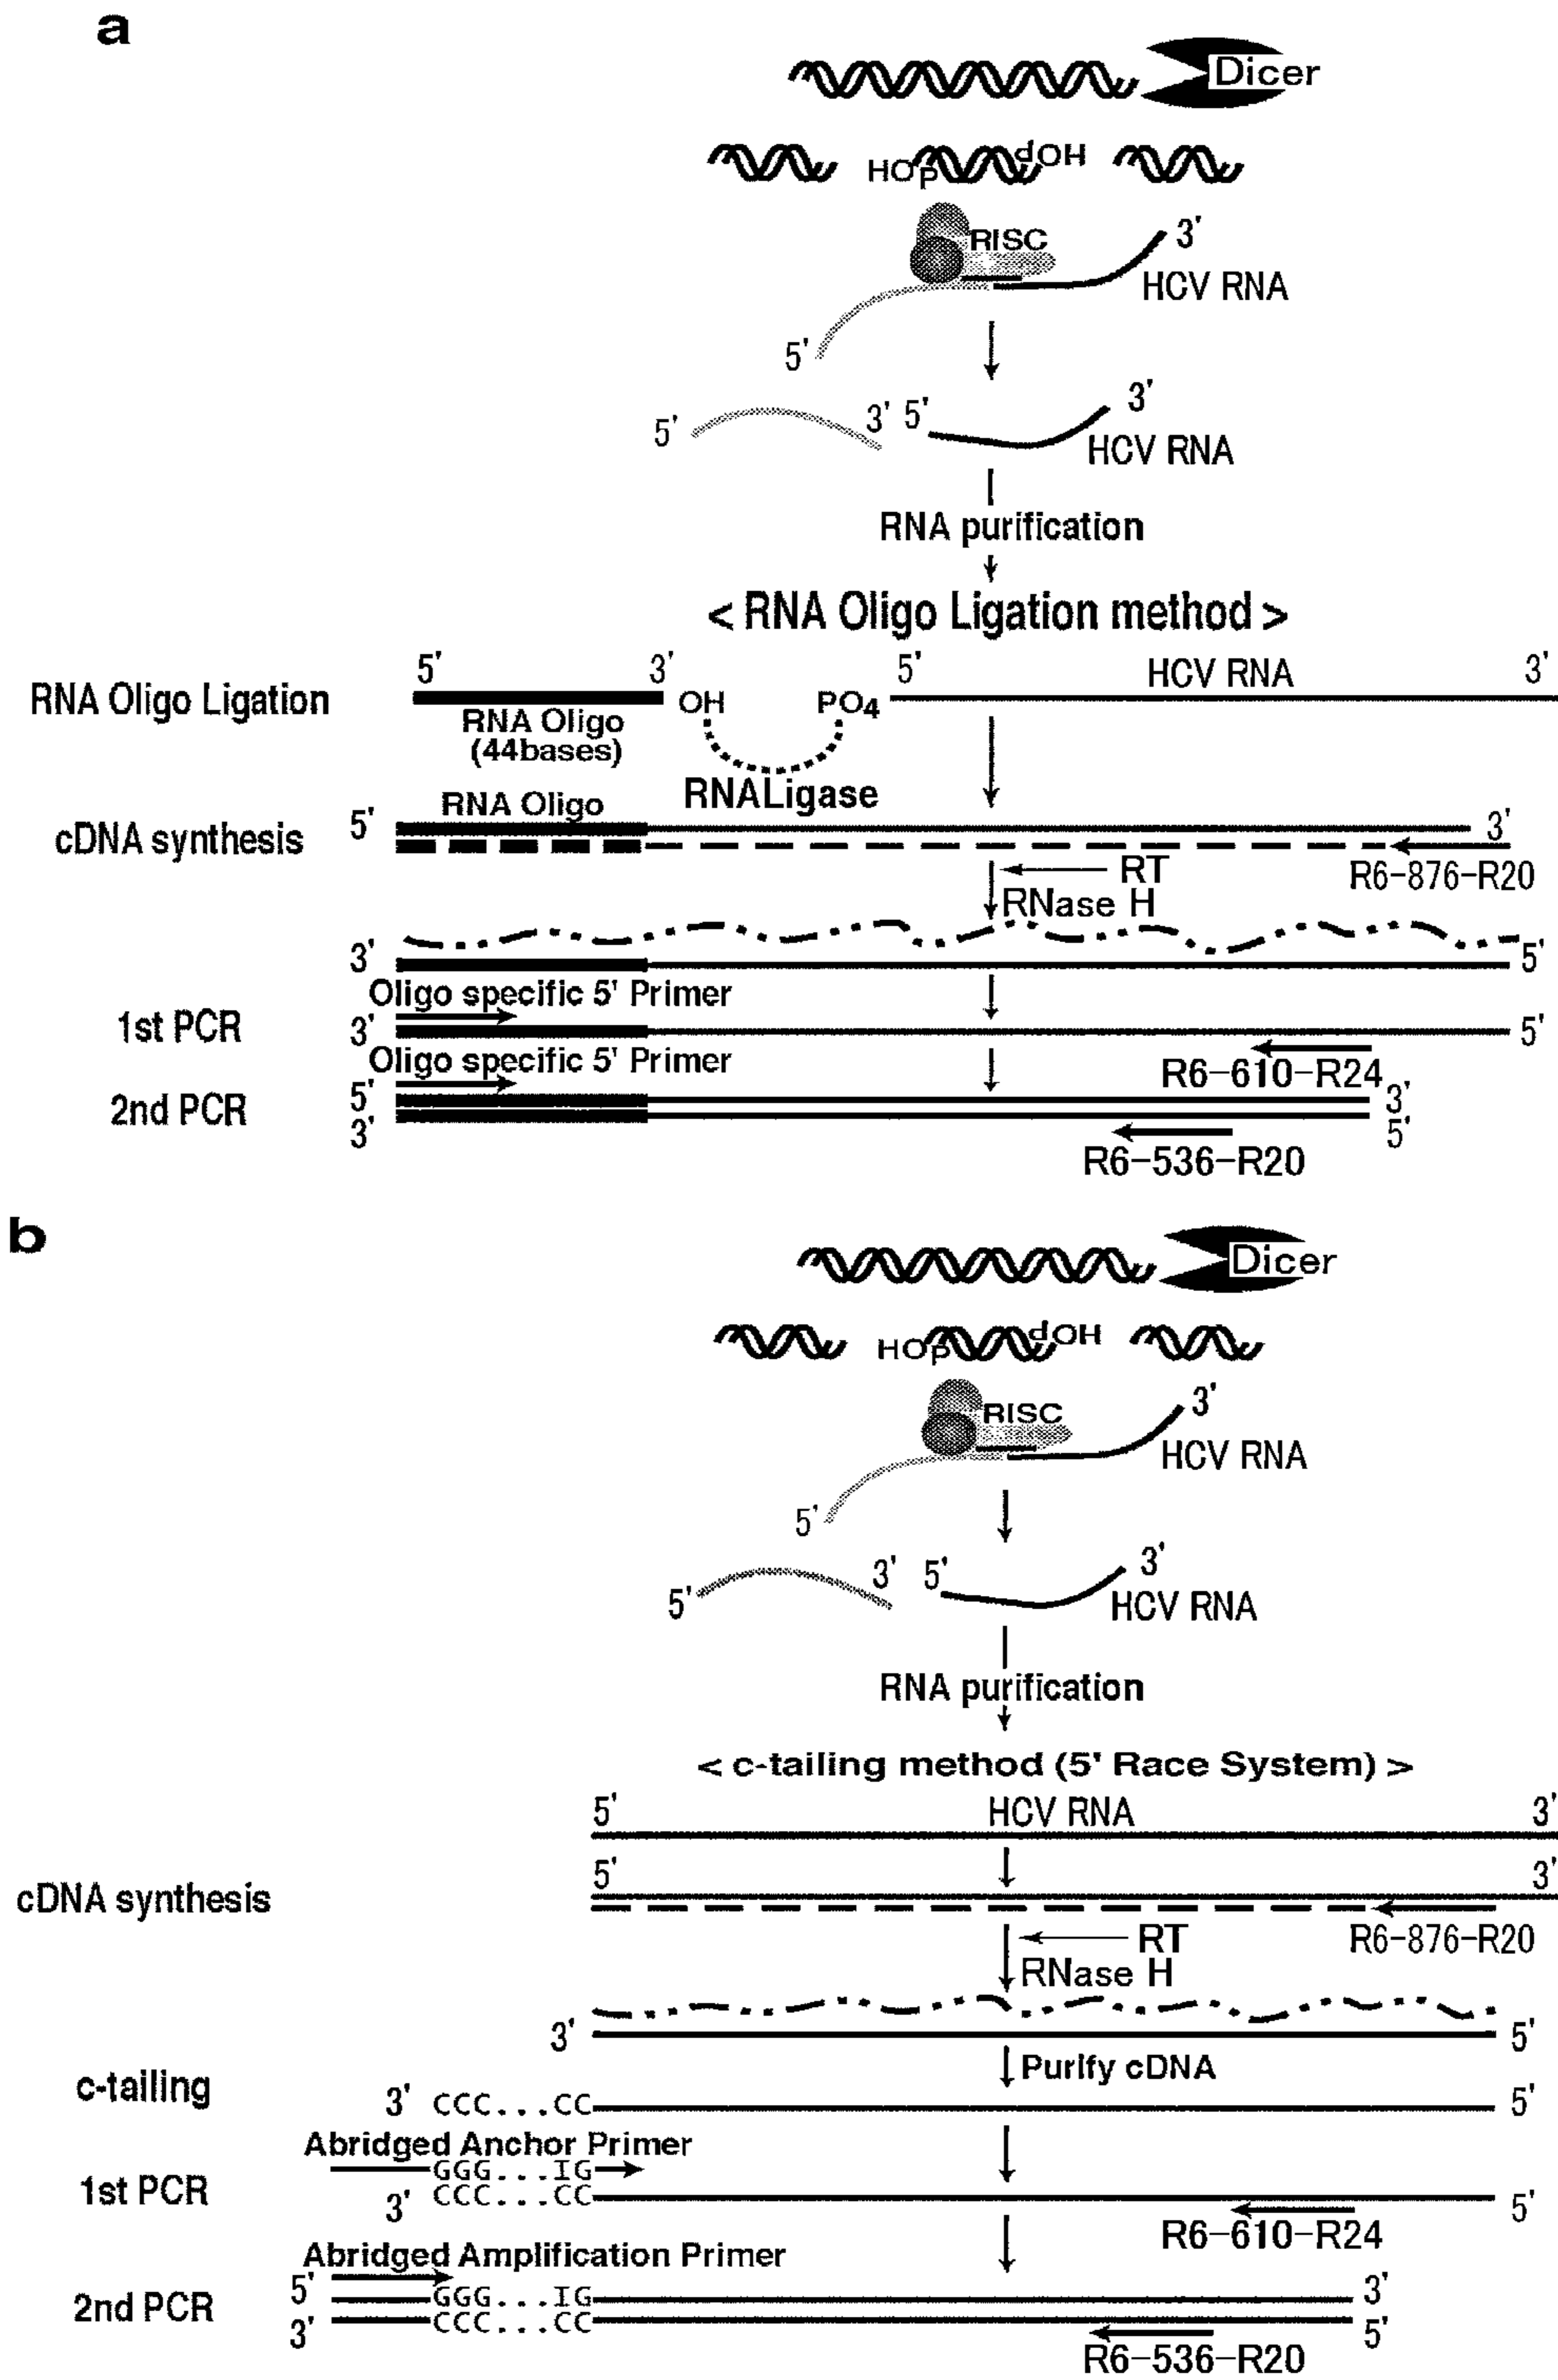 a
Dicer
HOP
POH
RISC
3'
HCV RNA
5'
5'
3' 5'
3'
HCV RNA
RNA purification
< RNA Oligo Ligation method >
5' 3' 5' HCV RNA 3'
RNA Oligo Ligation
OH PO4
RNA Oligo
(44bases)
RNALigase
RNA Oligo
5'
3'
cDNA synthesis
RT
R6-876-R20
RNase H
3'
5'
Oligo specific 5' Primer
1st PCR
3'
5'
Oligo specific 5' Primer
R6-610-R24
5'
3'
2nd PCR
3'
5'
R6-536-R20
b
Dicer
HOP
POH
RISC
3'
HCV RNA
5'
5'
3' 5'
3'
HCV RNA
RNA purification
< c-tailing method (5' Race System) >
5' HCV RNA 3'
5' 3'
cDNA synthesis
RT
R6-876-R20
RNase H
3'
5'
Purify cDNA
c-tailing
3' CCC...CC
5'
Abridged Anchor Primer
GGG...IG
1st PCR
3' CCC...CC
5'
R6-610-R24
Abridged Amplification Primer
5' GGG...IG 3'
2nd PCR
3' CCC...CC 5'
R6-536-R20